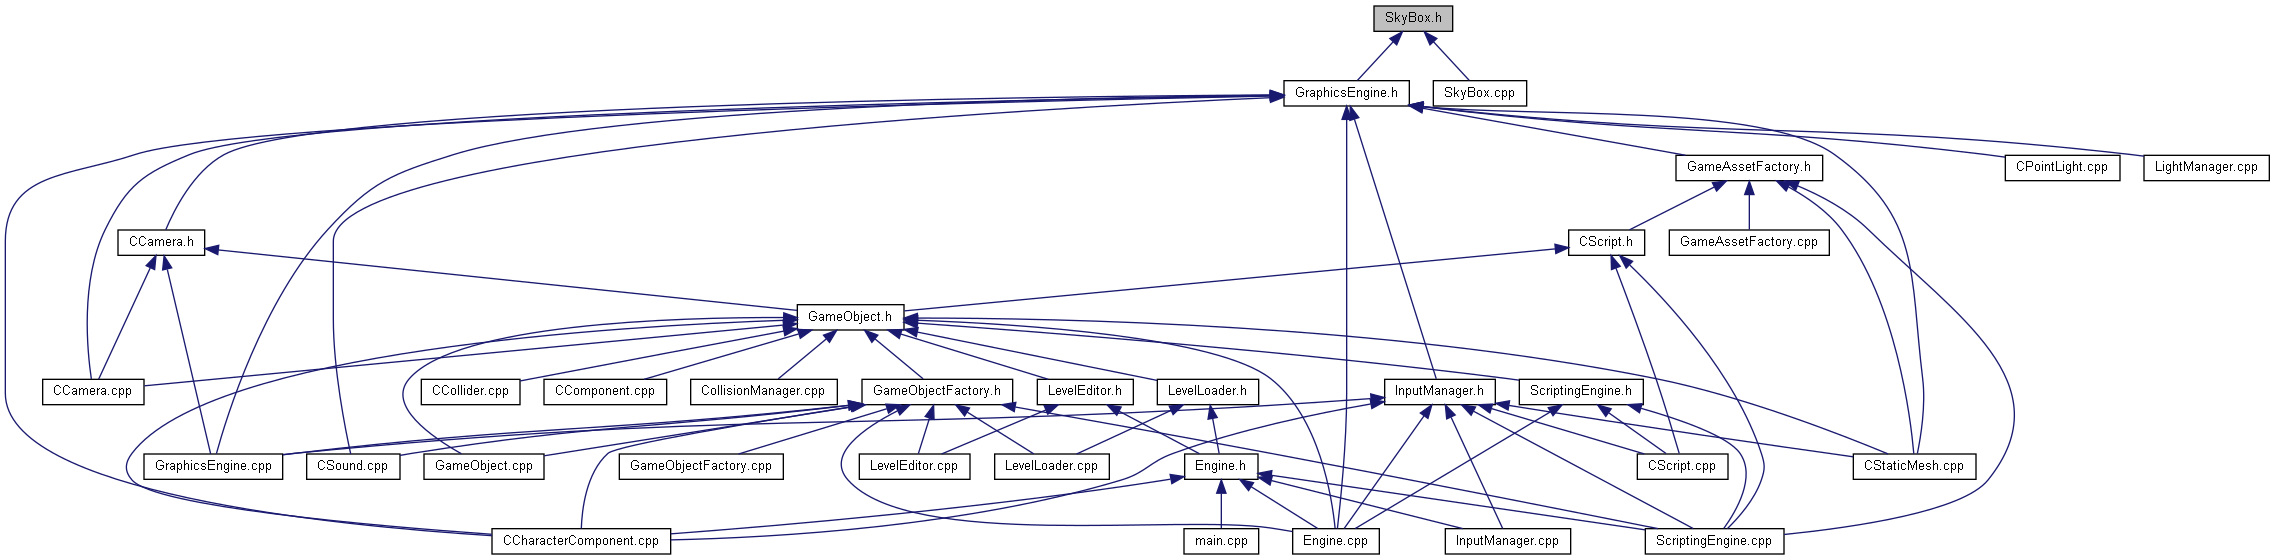 SkyBox.h
GraphicsEngine.h
SkyBox.cpp
GameAssetFactory.h
CPointLight.cpp
LightManager.cpp
CCamera.h
CScript.h
GameAssetFactory.cpp
GameObject.h
CCamera.cpp
CCollider.cpp
CComponent.cpp
CollisionManager.cpp
GameObjectFactory.h
LevelEditor.h
LevelLoader.h
InputManager.h
ScriptingEngine.h
GraphicsEngine.cpp
CSound.cpp
GameObject.cpp
GameObjectFactory.cpp
LevelEditor.cpp
LevelLoader.cpp
Engine.h
CScript.cpp
CStaticMesh.cpp
CCharacterComponent.cpp
main.cpp
Engine.cpp
InputManager.cpp
ScriptingEngine.cpp